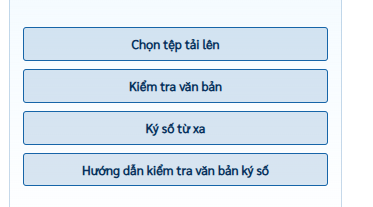 Chọn tệp tải lên
Kiểm tra văn bản
Ký số từ xa
Hướng dẫn kiểm tra văn bản ký số